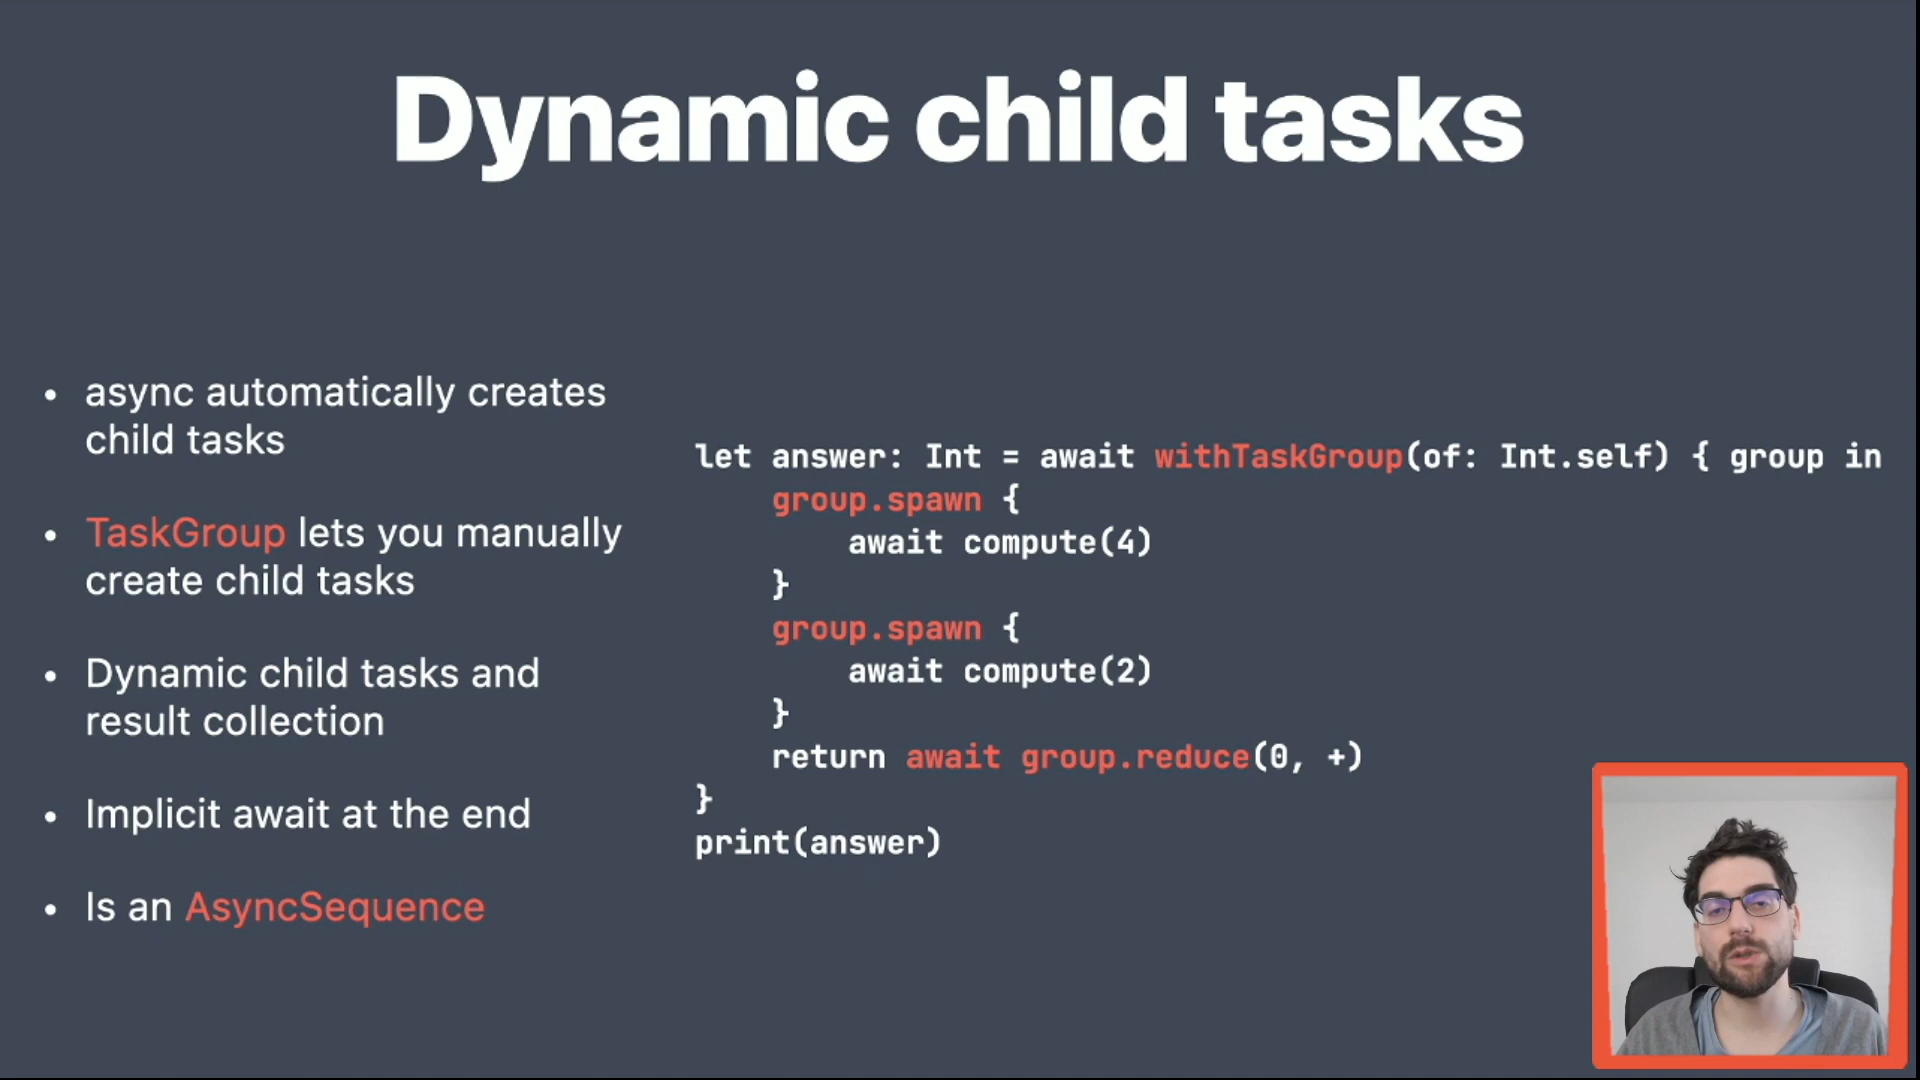 Dynamic child tasks
• async automatically creates
child tasks
• TaskGroup lets you manually
create child tasks
• Dynamic child tasks and
result collection
• Implicit await at the end
• Is an AsyncSequence
let answer: Int = await withTaskGroup(of: Int.self) { group in
    group.spawn {
        await compute(4)
    }
    group.spawn {
        await compute(2)
    }
    return await group.reduce(0, +)
}
print(answer)